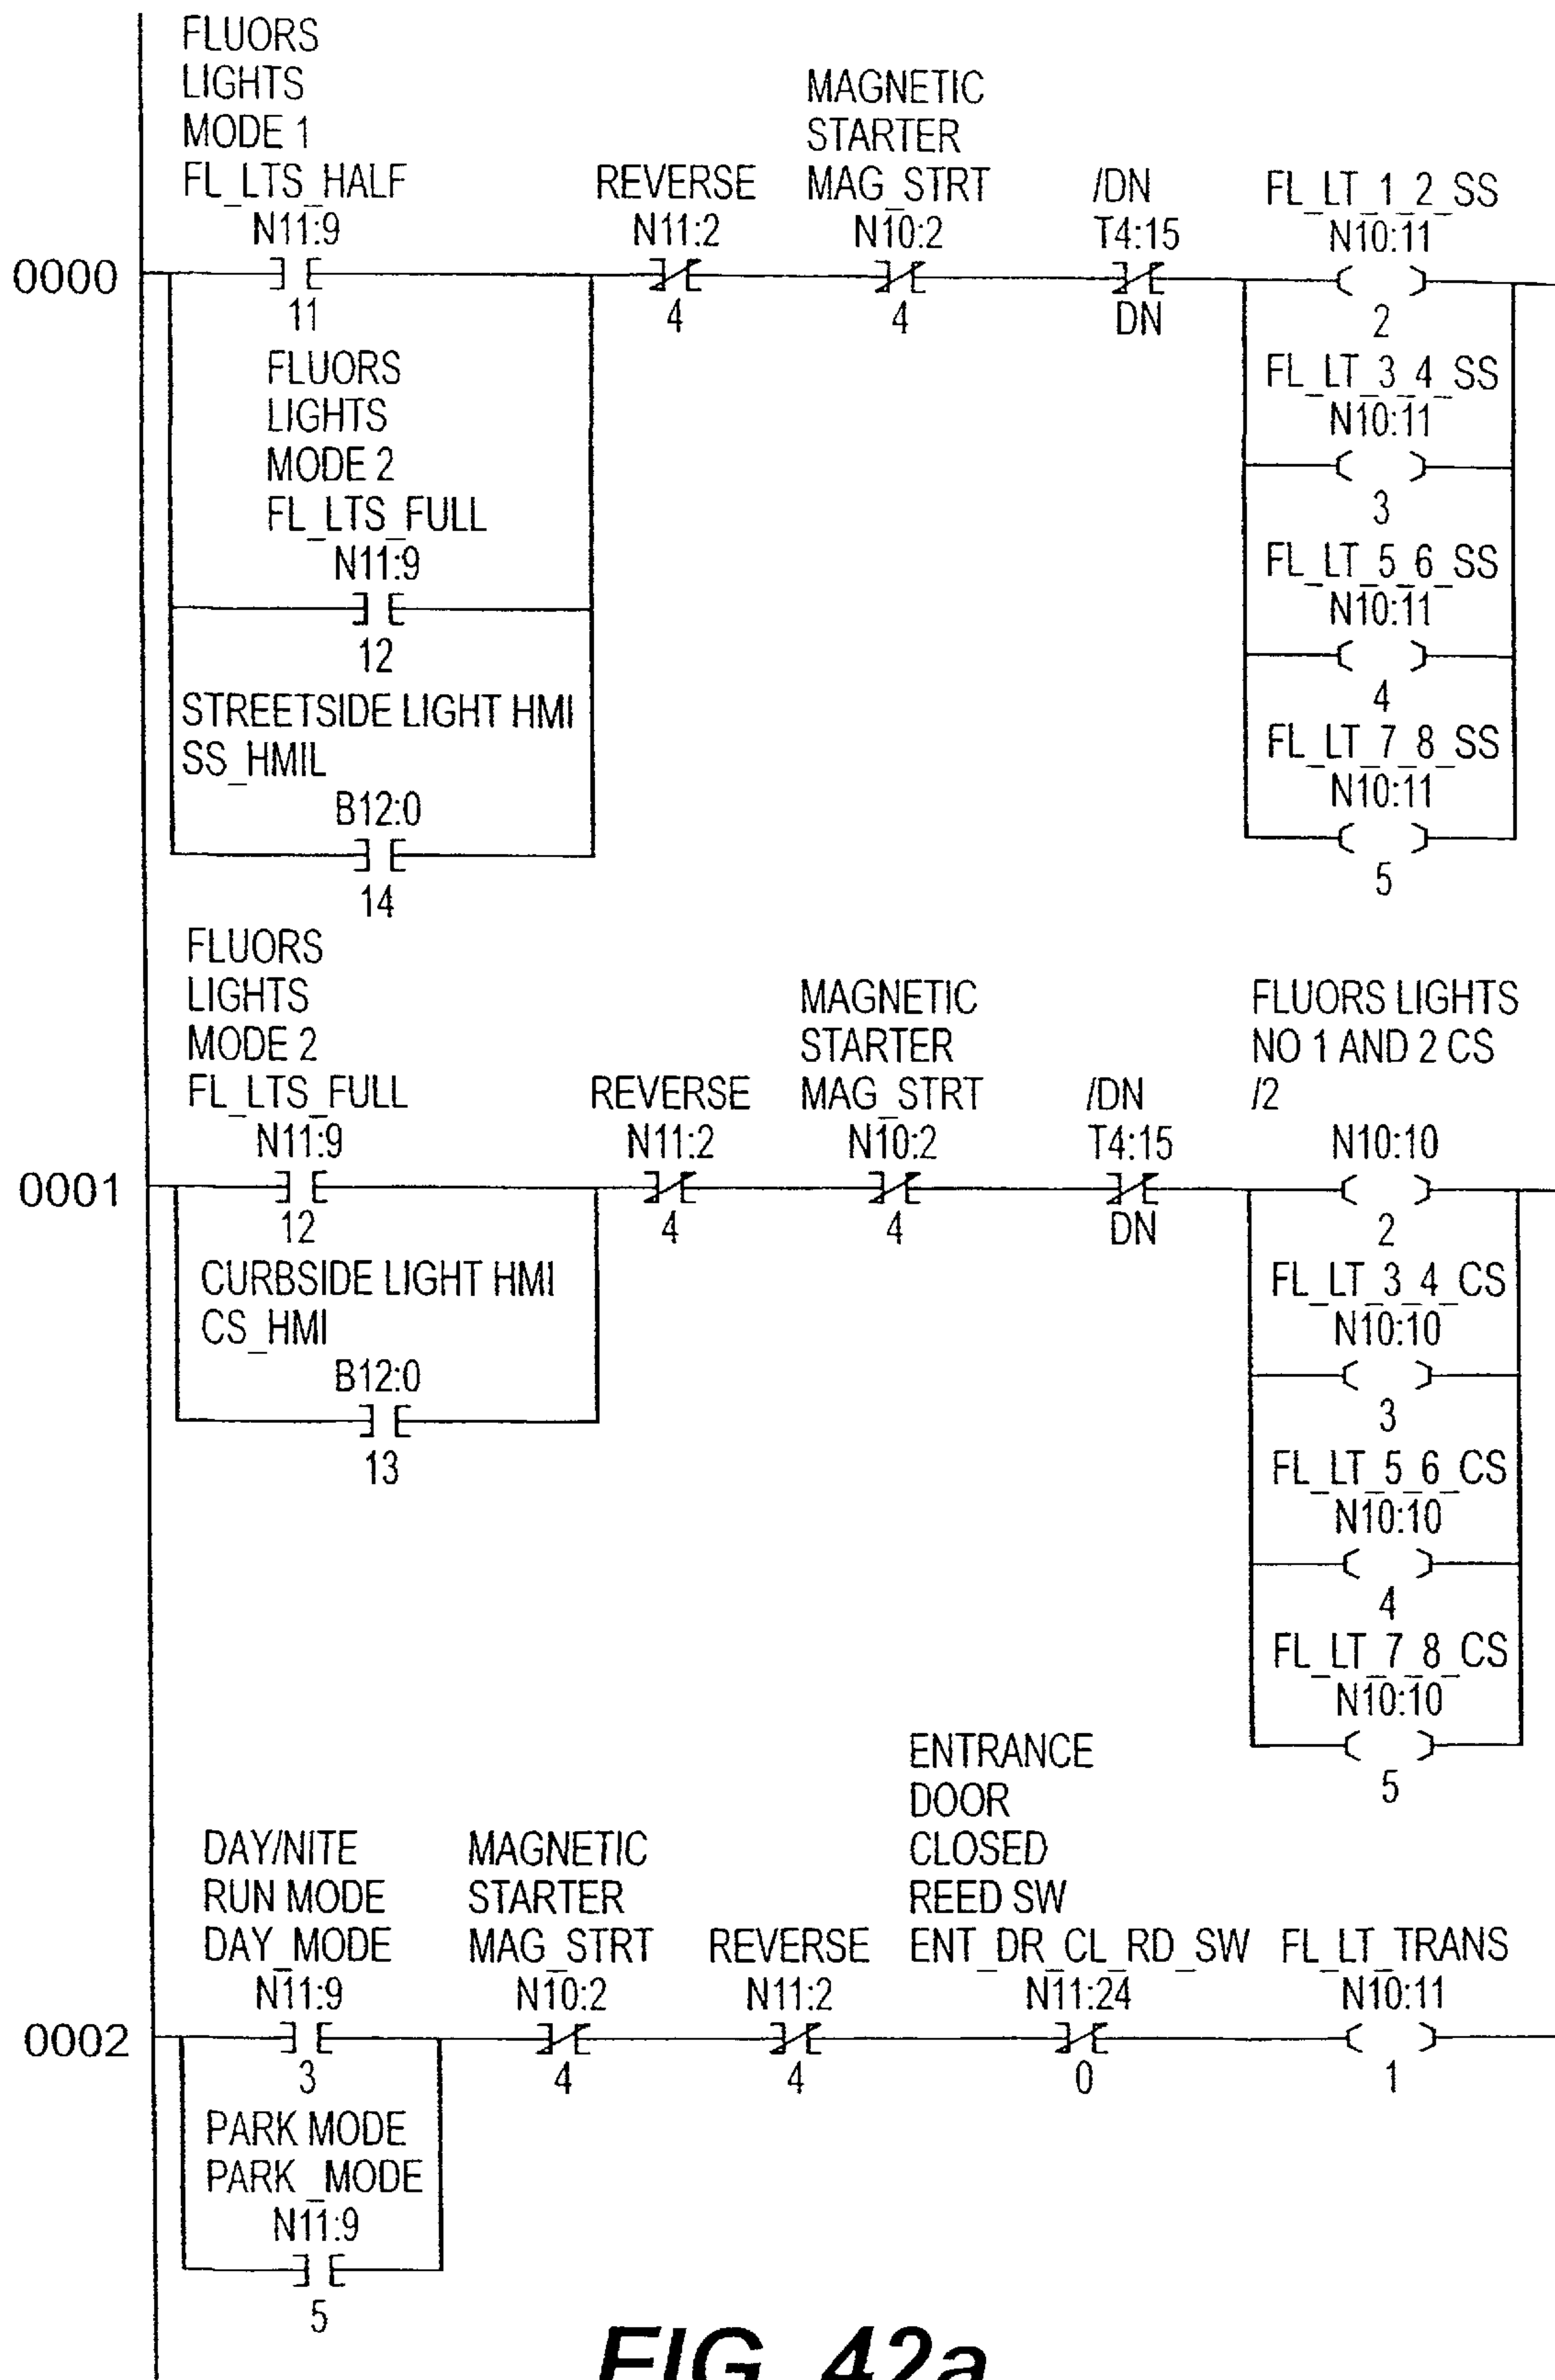 FLUORS
LIGHTS
MODE 1
FL_LTS_HALF
N11:9
11
REVERSE
N11:2
4
MAGNETIC
STARTER
MAG_STRT
N10:2
4
/DN
T4:15
DN
FL_LT_1_2_SS
N10:11
2
0000
FLUORS
LIGHTS
MODE 2
FL_LTS_FULL
N11:9
12
STREETSIDE LIGHT HMI
SS_HMIL
B12:0
14
FL_LT_3_4_SS
N10:11
3
FL_LT_5_6_SS
N10:11
4
FL_LT_7_8_SS
N10:11
5
FLUORS
LIGHTS
MODE 2
FL_LTS_FULL
N11:9
12
REVERSE
N11:2
4
MAGNETIC
STARTER
MAG_STRT
N10:2
4
/DN
T4:15
DN
FLUORS LIGHTS
NO 1 AND 2 CS
/2
N10:10
2
0001
CURBSIDE LIGHT HMI
CS_HMI
B12:0
13
FL_LT_3_4_CS
N10:10
3
FL_LT_5_6_CS
N10:10
4
FL_LT_7_8_CS
N10:10
5
DAY/NITE
RUN MODE
DAY_MODE
N11:9
3
MAGNETIC
STARTER
MAG_STRT
N10:2
4
REVERSE
N11:2
4
ENTRANCE
DOOR
CLOSED
REED SW
ENT_DR_CL_RD_SW
N11:24
0
FL_LT_TRANS
N10:11
1
0002
PARK MODE
PARK_MODE
N11:9
5
FIG. 42a